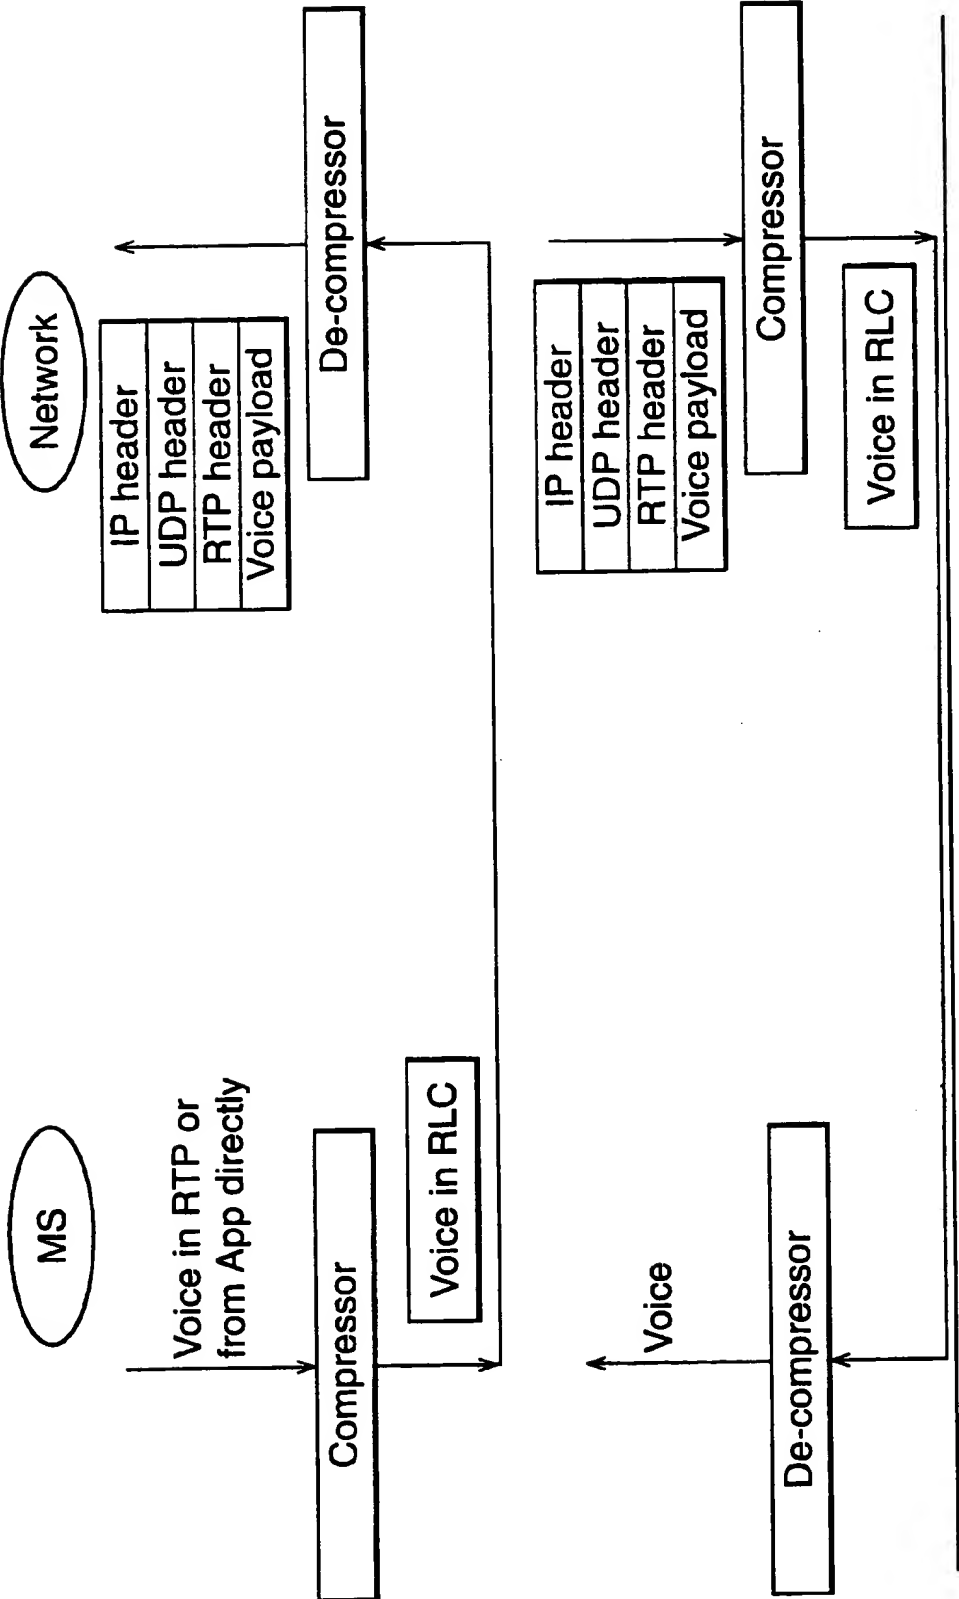 MS
Network
Voice in RTP or
from App directly
Compressor
Voice in RLC
IP header
UDP header
RTP header
Voice payload
De-compressor
Voice
De-compressor
IP header
UDP header
RTP header
Voice payload
Compressor
Voice in RLC